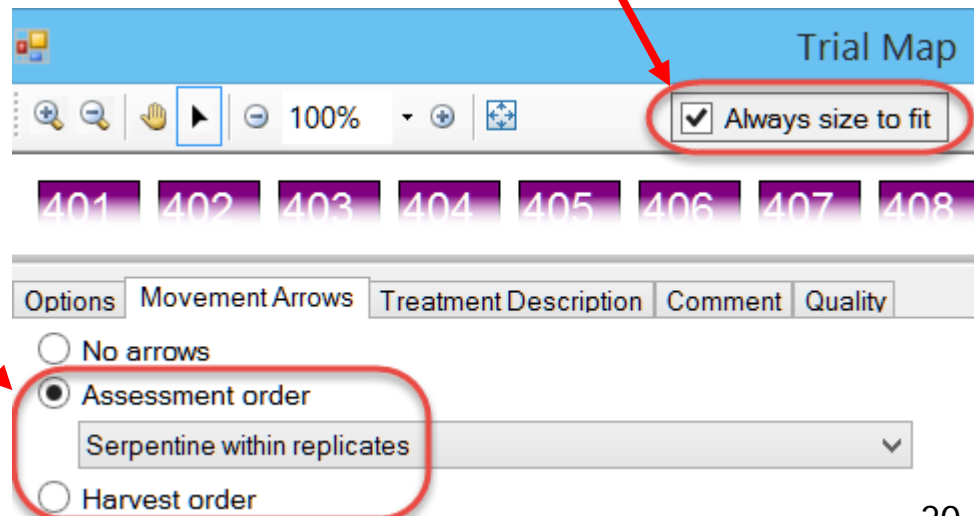 Trial Map
100% Always size to fit
401 402 403 404 405 406 407 408
Options Movement Arrows Treatment Description Comment Quality
No arrows
Assessment order
Serpentine within replicates
Harvest order